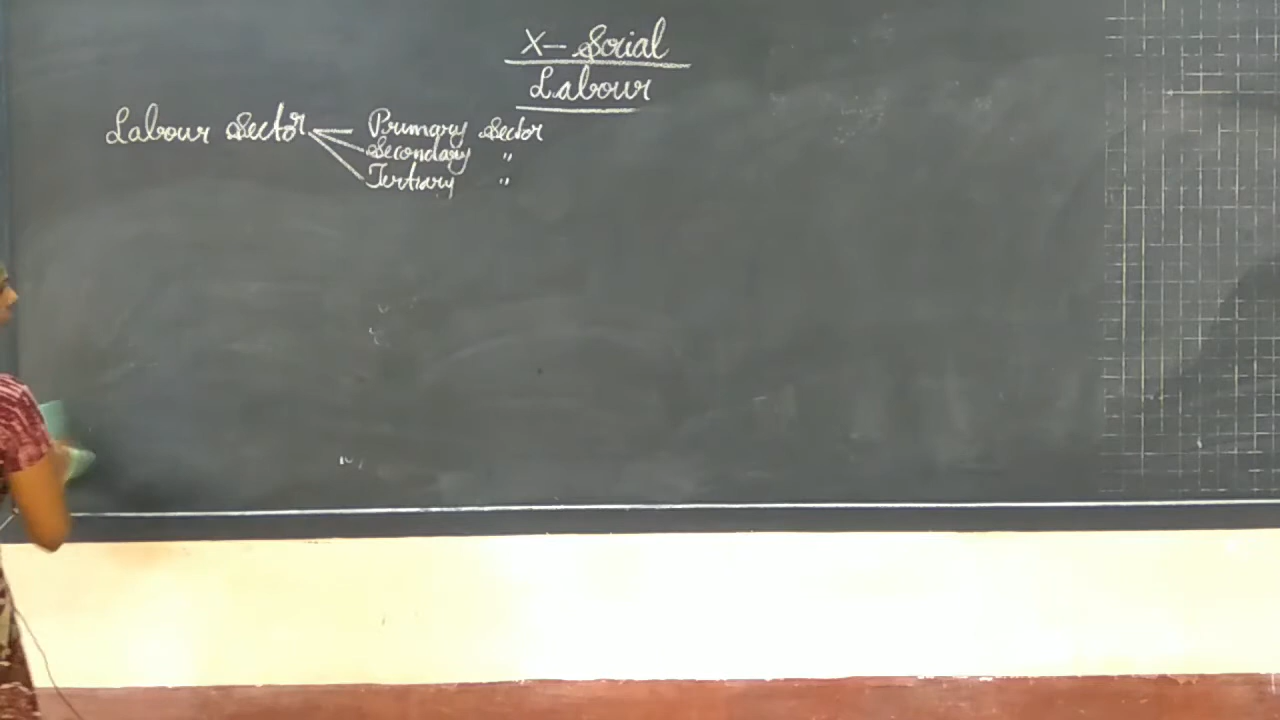 X- Social
Labour
Labour Sector Primary Sector
Secondary "
Tertiary "